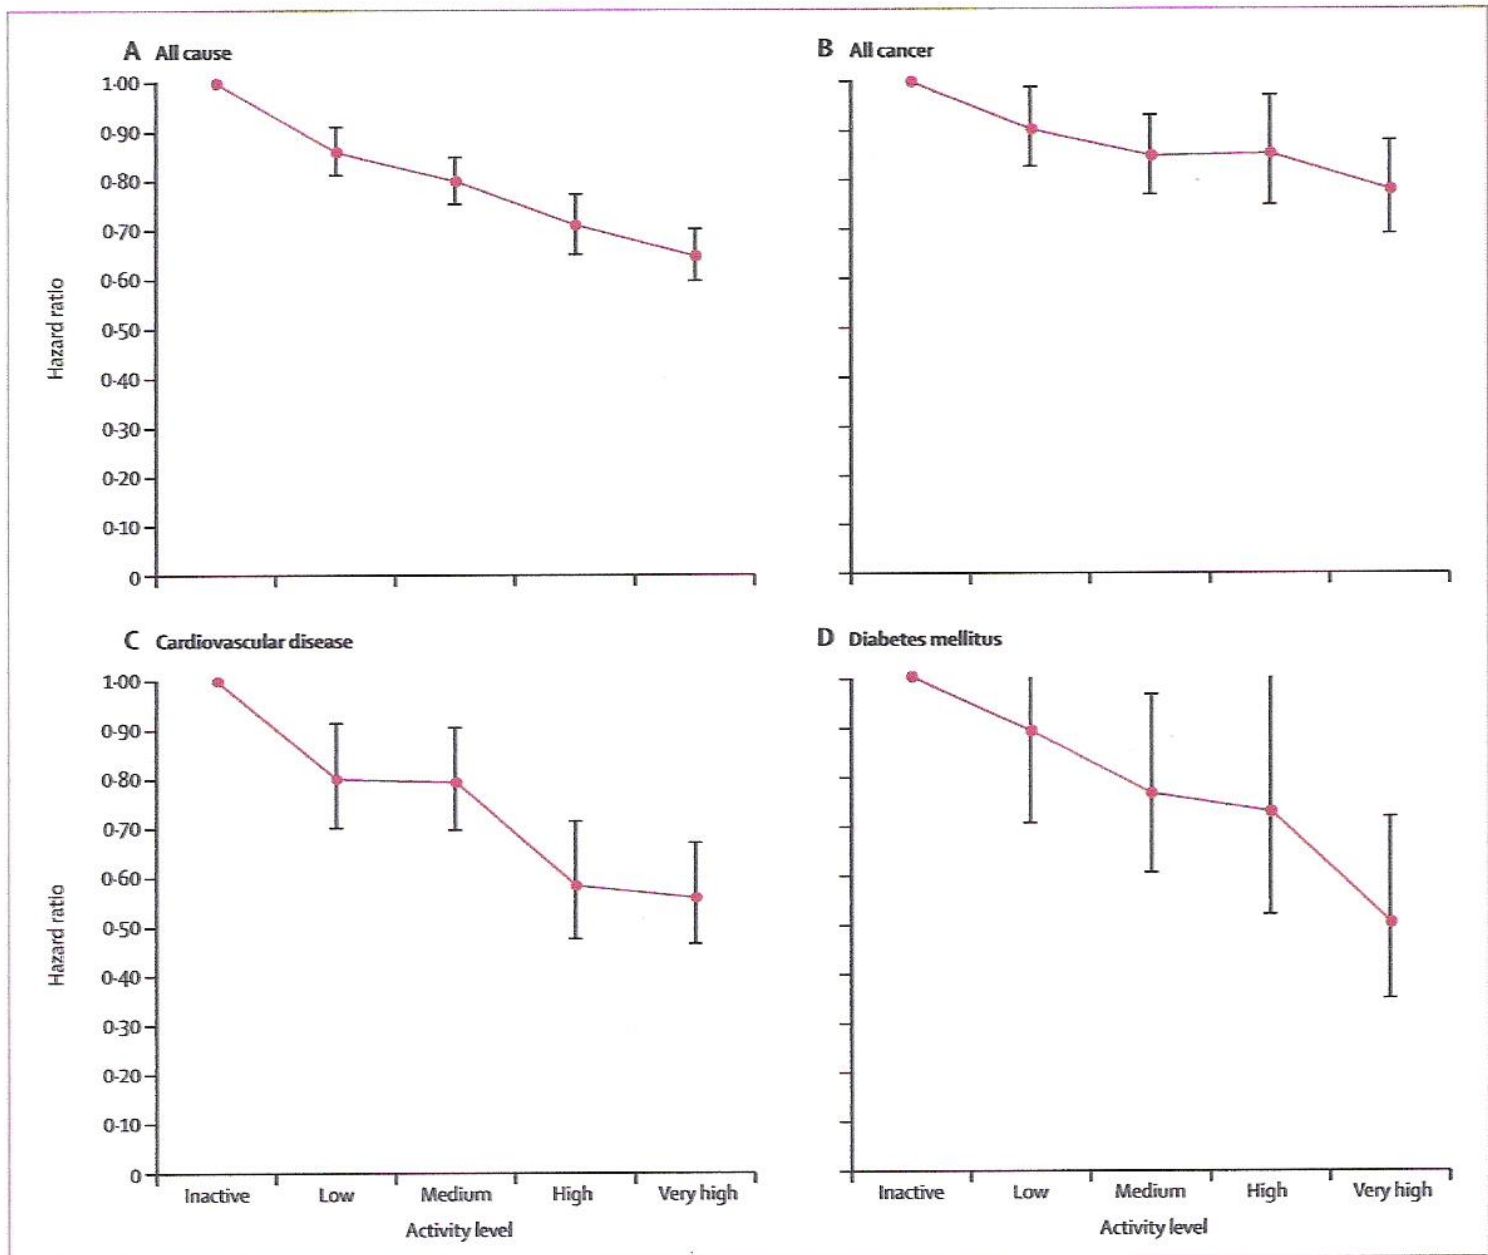 A All cause
1·00
0·90
0·80
0·70
0·60
0·50
0·40
0·30
0·20
0·10
0
Hazard ratio
B All cancer
C Cardiovascular disease
1·00
0·90
0·80
0·70
0·60
0·50
0·40
0·30
0·20
0·10
0
Hazard ratio
Inactive Low Medium High Very high
Activity level
D Diabetes mellitus
Inactive Low Medium High Very high
Activity level